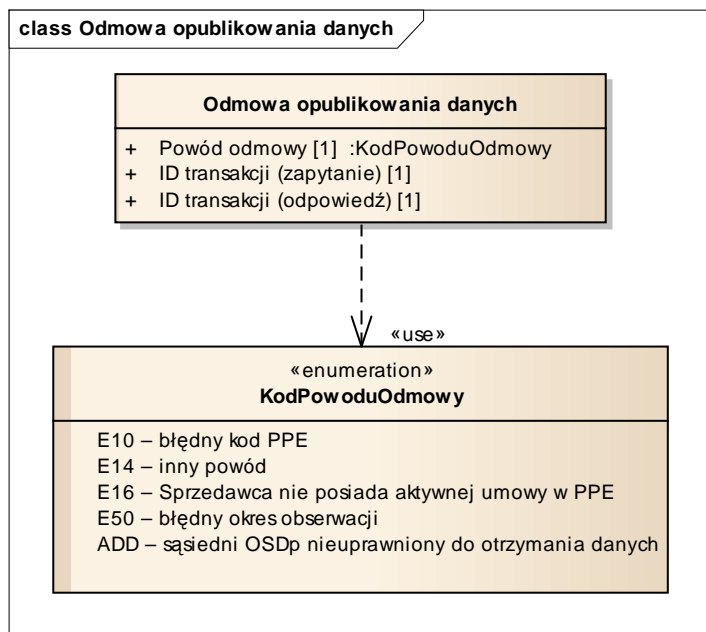 class Odmowa opublikowania danych
Odmowa opublikowania danych
+ Powód odmowy [1] :KodPowoduOdmowy
+ ID transakcji (zapytanie) [1]
+ ID transakcji (odpowiedź) [1]
«use»
«enumeration»
KodPowoduOdmowy
E10 – błędny kod PPE
E14 – inny powód
E16 – Sprzedawca nie posiada aktywnej umowy w PPE
E50 – błędny okres obserwacji
ADD – sąsiedni OSDp nieuprawniony do otrzymania danych